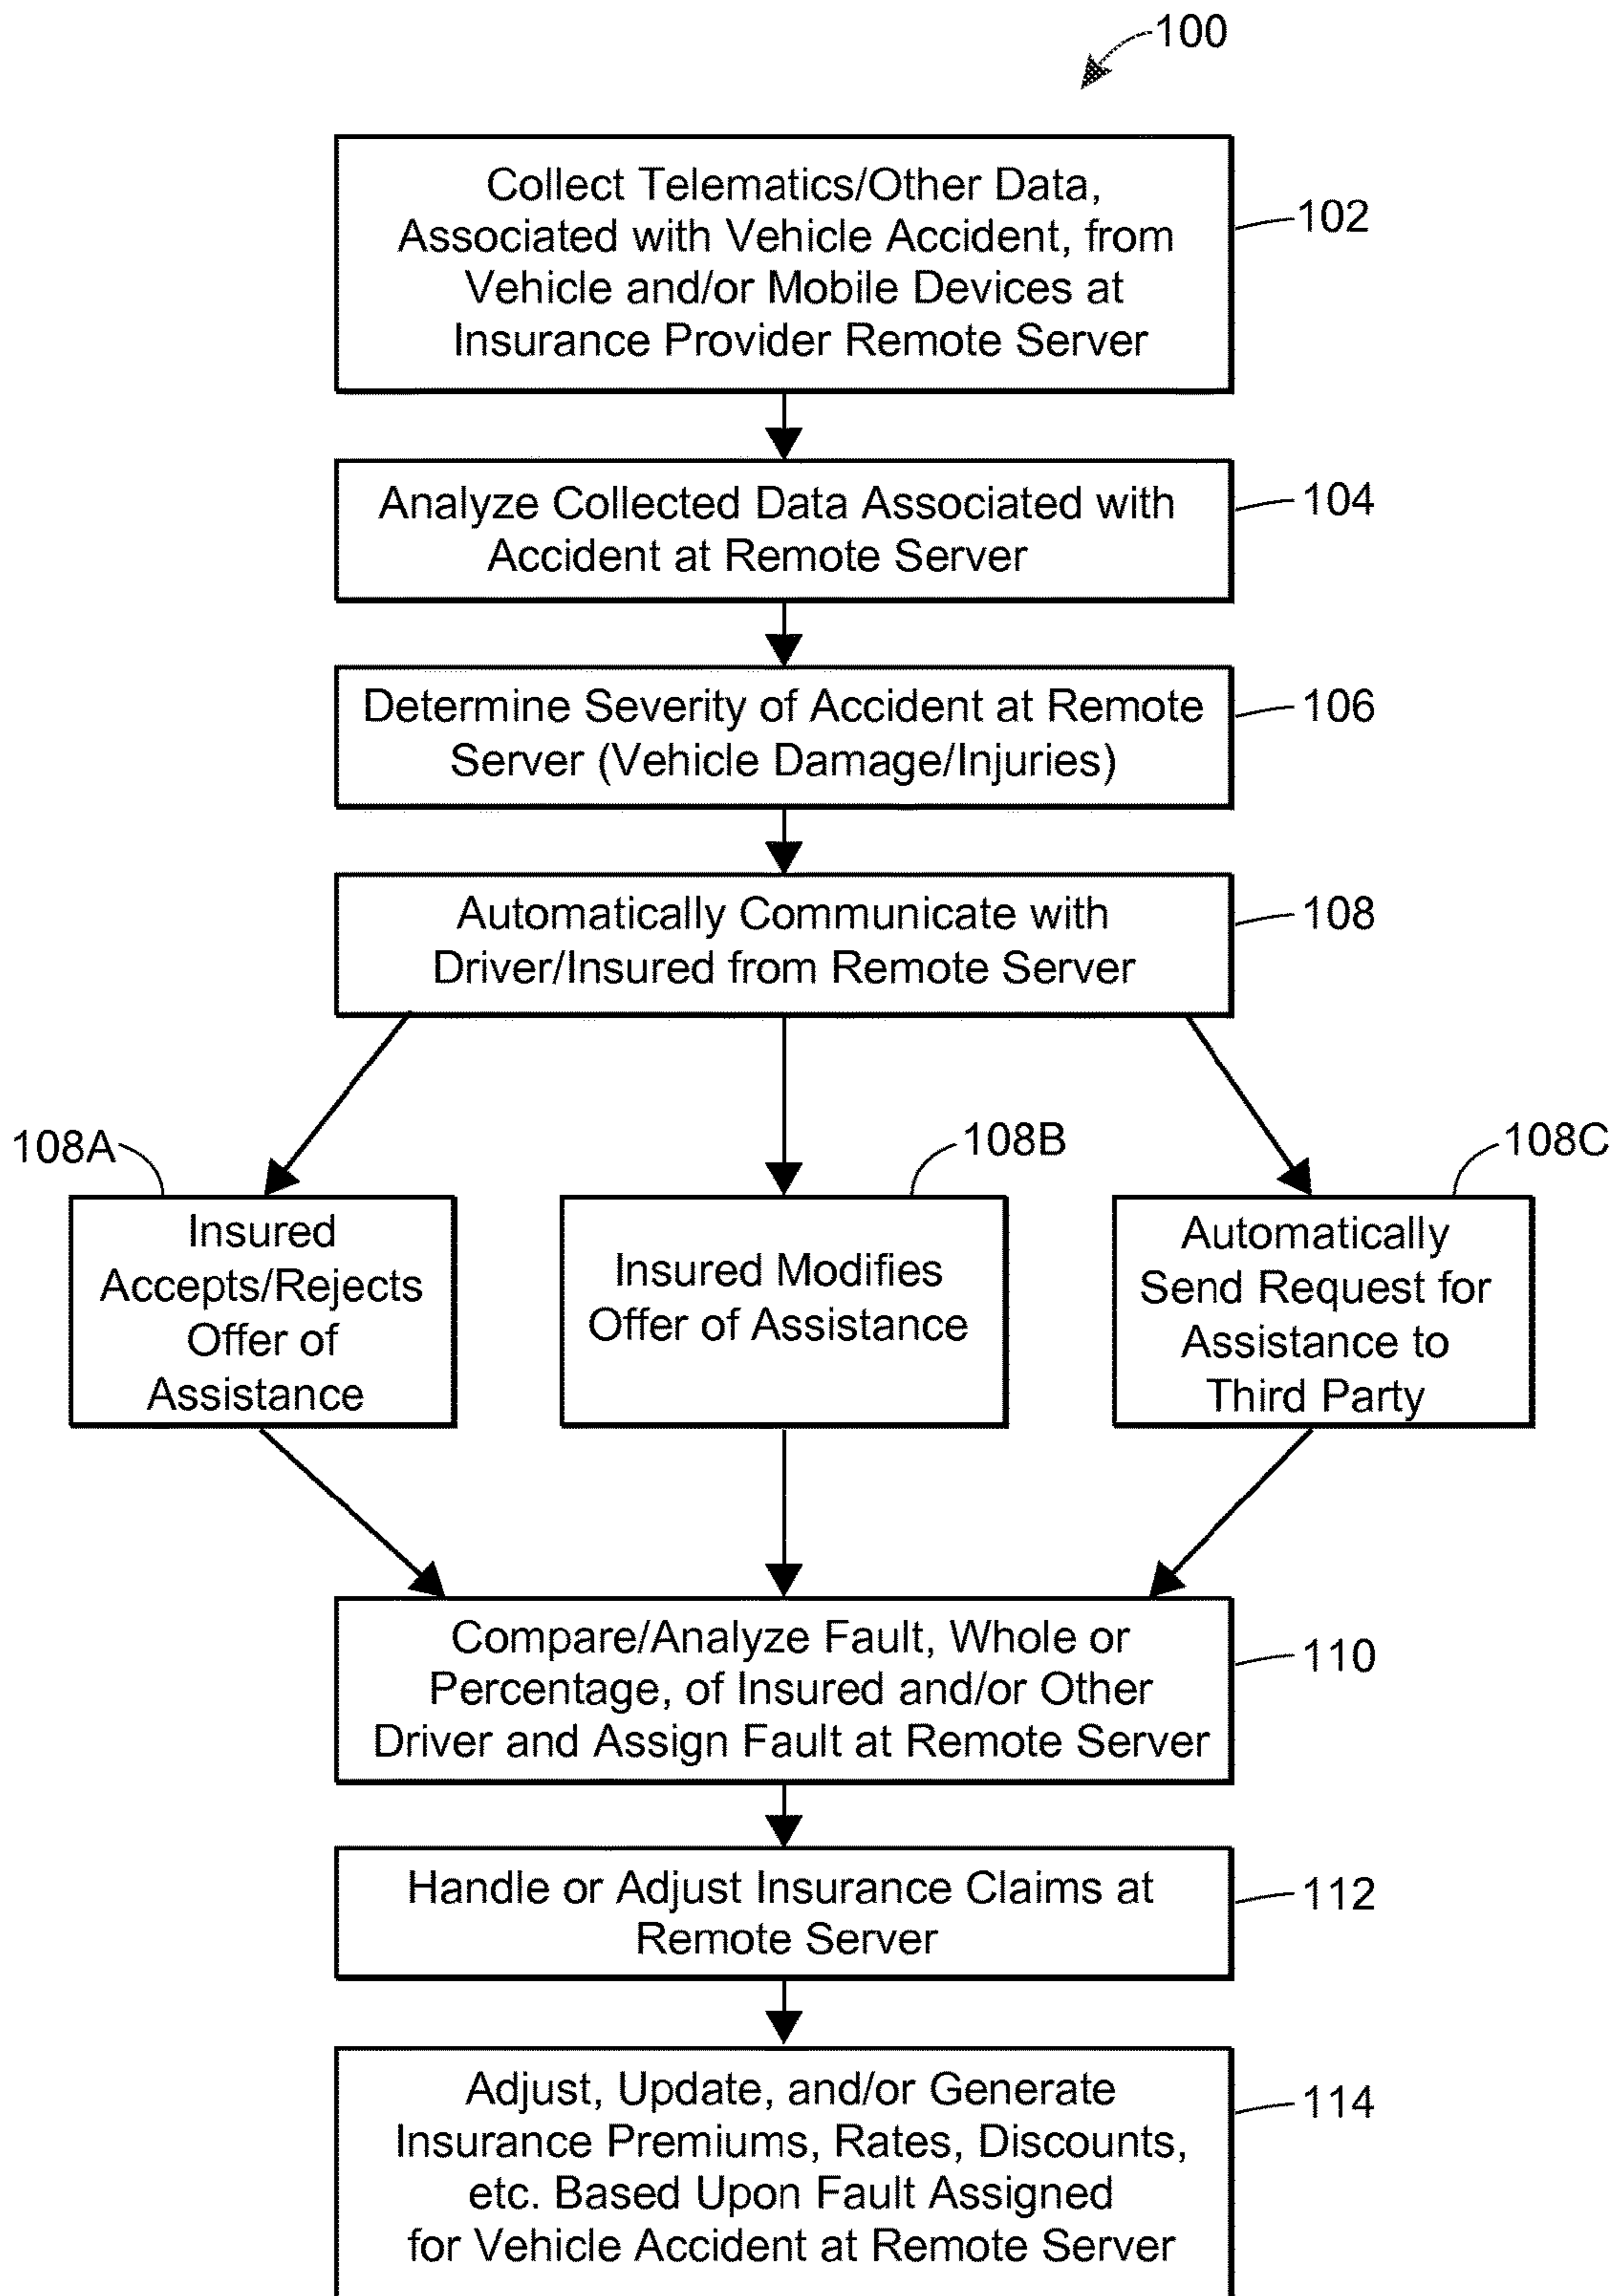 100
Collect Telematics/Other Data,
Associated with Vehicle Accident, from
Vehicle and/or Mobile Devices at
Insurance Provider Remote Server
102
Analyze Collected Data Associated with
Accident at Remote Server
104
Determine Severity of Accident at Remote
Server (Vehicle Damage/Injuries)
106
Automatically Communicate with
Driver/Insured from Remote Server
108
108A
Insured
Accepts/Rejects
Offer of
Assistance
108B
Insured Modifies
Offer of Assistance
108C
Automatically
Send Request for
Assistance to
Third Party
Compare/Analyze Fault, Whole or
Percentage, of Insured and/or Other
Driver and Assign Fault at Remote Server
110
Handle or Adjust Insurance Claims at
Remote Server
112
Adjust, Update, and/or Generate
Insurance Premiums, Rates, Discounts,
etc. Based Upon Fault Assigned
for Vehicle Accident at Remote Server
114